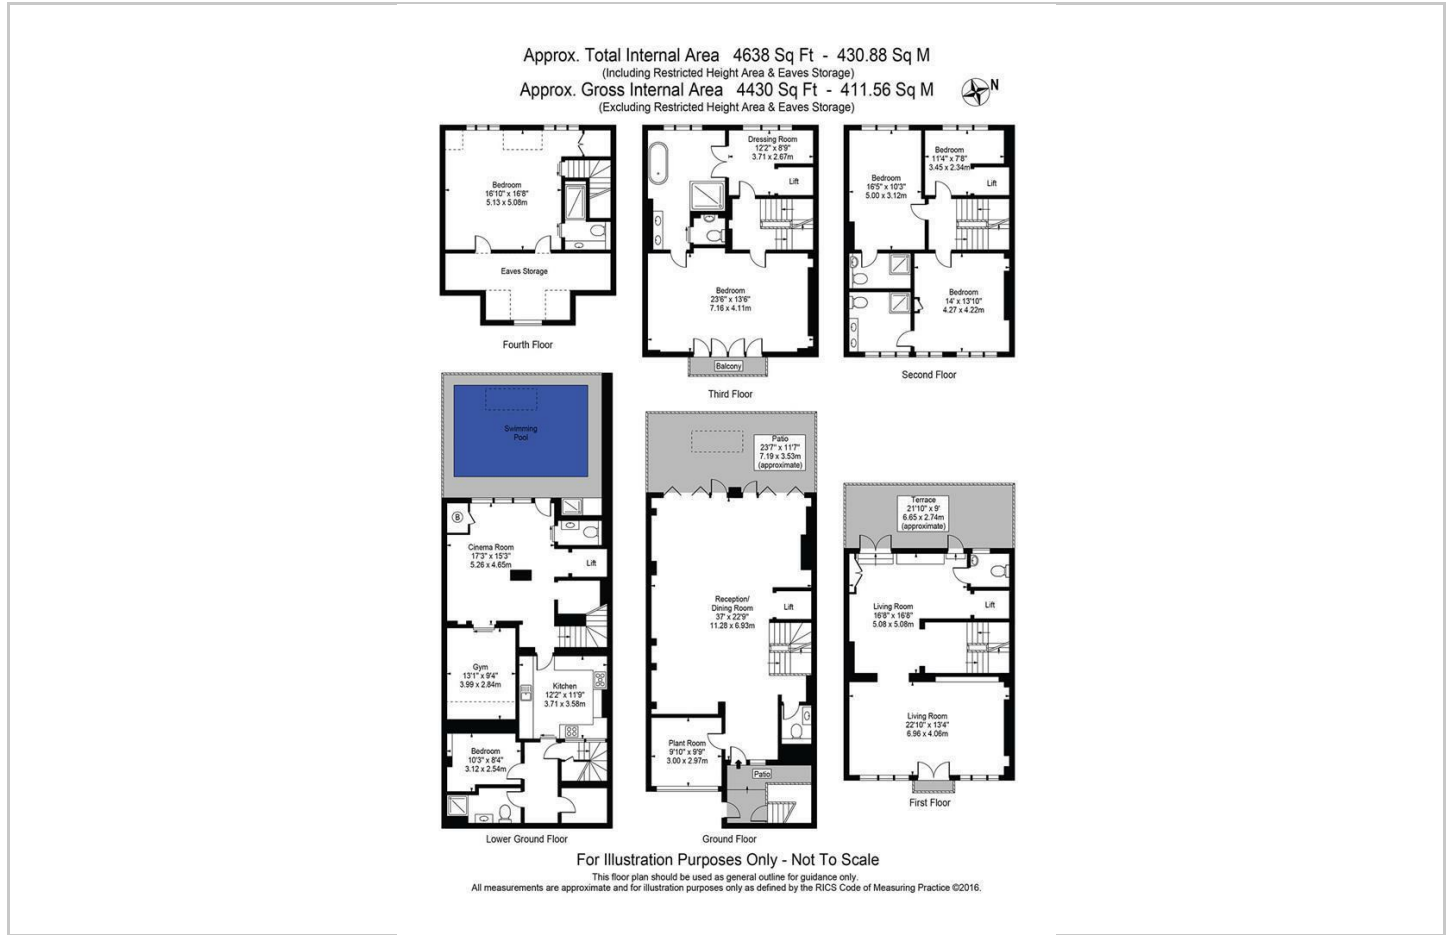 Approx. Total Internal Area 4638 Sq Ft - 430.88 Sq M
(Including Restricted Height Area & Eaves Storage)
Approx. Gross Internal Area 4430 Sq Ft - 411.56 Sq M
(Excluding Restricted Height Area & Eaves Storage)
N
Bedroom
16'10" x 16'8"
5.13 x 5.08m
Eaves Storage
Fourth Floor
Dressing Room
12'2" x 8'9"
3.71 x 2.67m
Lift
Bedroom
23'6" x 13'6"
7.16 x 4.11m
Balcony
Third Floor
Bedroom
11'4" x 7'8"
3.45 x 2.34m
Bedroom
16'5" x 10'3"
5.00 x 3.12m
Lift
Bedroom
14' x 13'10"
4.27 x 4.22m
Second Floor
Swimming
Pool
B
Cinema Room
17'3" x 15'3"
5.26 x 4.65m
Lift
Gym
13'1" x 9'4"
3.99 x 2.84m
Kitchen
12'2" x 11'9"
3.71 x 3.58m
Bedroom
10'3" x 8'4"
3.12 x 2.54m
Lower Ground Floor
Patio
23'7" x 11'7"
7.19 x 3.53m
(approximate)
Reception/
Dining Room
37' x 22'9"
11.28 x 6.93m
Lift
Plant Room
9'10" x 9'9"
3.00 x 2.97m
Patio
Ground Floor
Terrace
21'10" x 9'
6.65 x 2.74m
(approximate)
Living Room
16'8" x 16'8"
5.08 x 5.08m
Lift
Living Room
22'10" x 13'4"
6.96 x 4.06m
First Floor
For Illustration Purposes Only - Not To Scale
This floor plan should be used as general outline for guidance only.
All measurements are approximate and for illustration purposes only as defined by the RICS Code of Measuring Practice ©2016.